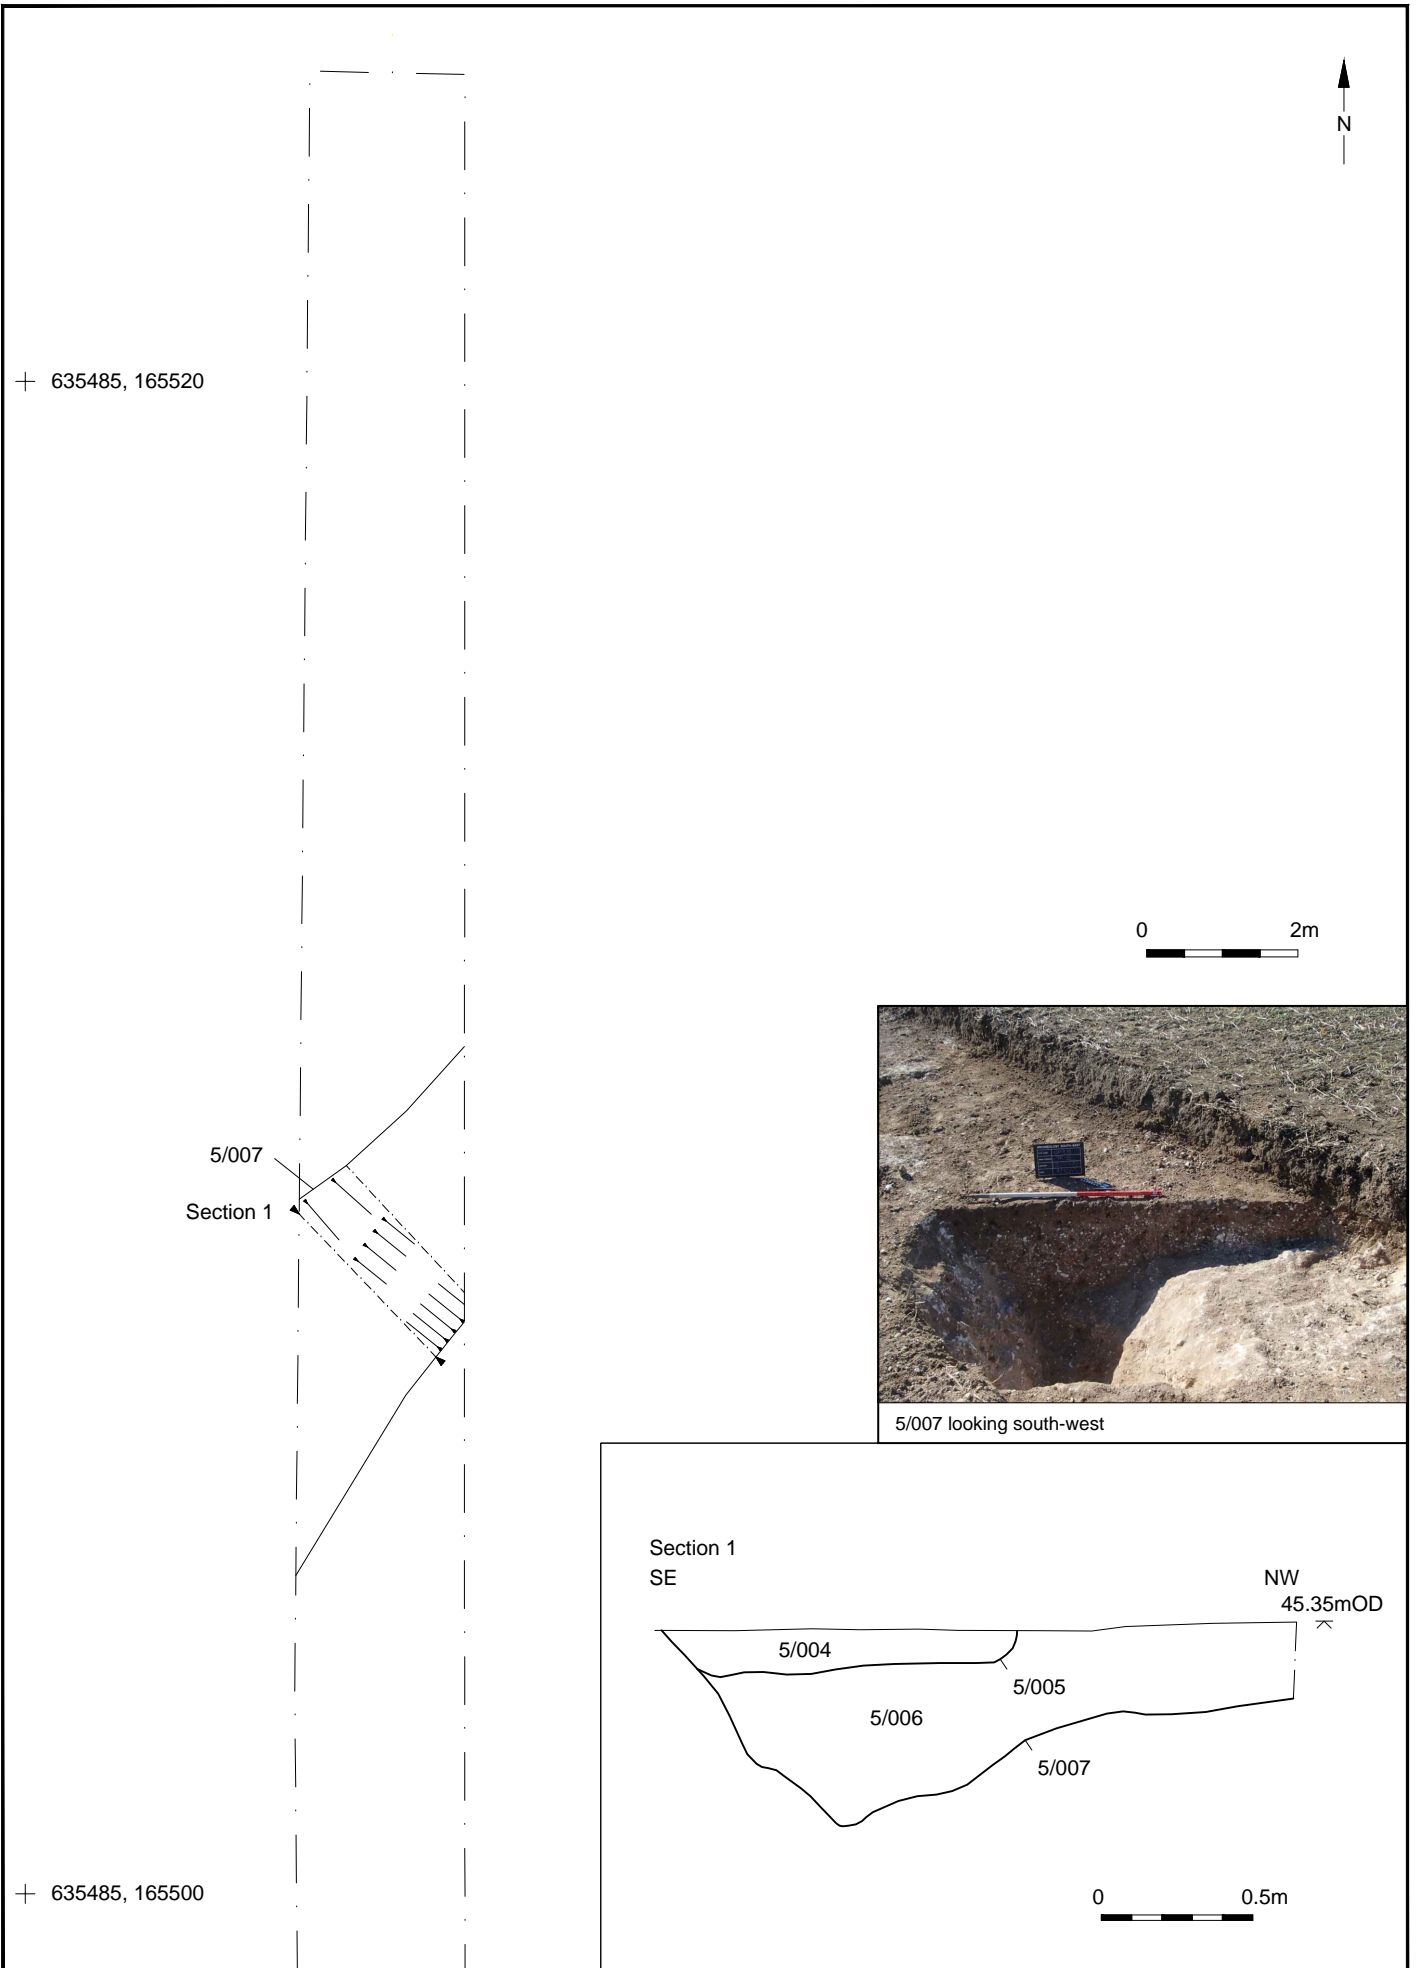 N
635485, 165520
0 2m
5/007
Section 1
5/007 looking south-west
Section 1
SE NW
45.35mOD
5/004
5/005
5/006
5/007
635485, 165500
0 0.5m